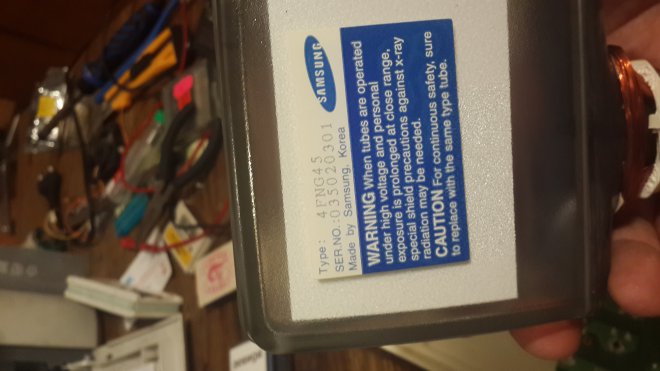 SAMSUNG
Type: 4FNG45
SER.NO.:035020301
Made by Samsung, Korea
WARNING When tubes are operated
under high voltage and personal
exposure is prolonged at close range,
special shield precautions against x-ray
radiation may be needed.
CAUTION For continuous safety, sure
to replace with the same type tube.